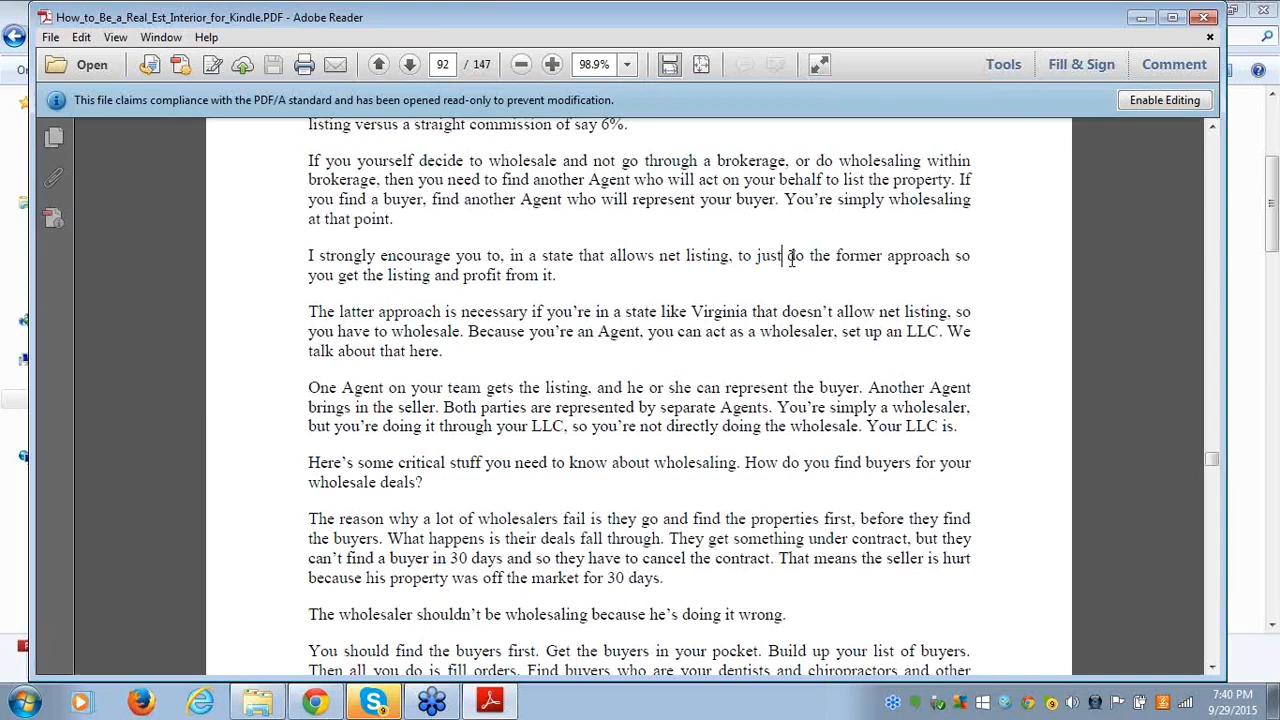 How_to_Be_a_Real_Est_Interior_for_Kindle.PDF - Adobe Reader
File Edit View Window Help
Open 92 / 147 98.9% Tools Fill & Sign Comment
This file claims compliance with the PDF/A standard and has been opened read-only to prevent modification. Enable Editing
listing versus a straight commission of say 6%.
If you yourself decide to wholesale and not go through a brokerage, or do wholesaling within
brokerage, then you need to find another Agent who will act on your behalf to list the property. If
you find a buyer, find another Agent who will represent your buyer. You're simply wholesaling
at that point.
I strongly encourage you to, in a state that allows net listing, to just do the former approach so
you get the listing and profit from it.
The latter approach is necessary if you're in a state like Virginia that doesn't allow net listing, so
you have to wholesale. Because you're an Agent, you can act as a wholesaler, set up an LLC. We
talk about that here.
One Agent on your team gets the listing, and he or she can represent the buyer. Another Agent
brings in the seller. Both parties are represented by separate Agents. You're simply a wholesaler,
but you're doing it through your LLC, so you're not directly doing the wholesale. Your LLC is.
Here's some critical stuff you need to know about wholesaling. How do you find buyers for your
wholesale deals?
The reason why a lot of wholesalers fail is they go and find the properties first, before they find
the buyers. What happens is their deals fall through. They get something under contract, but they
can't find a buyer in 30 days and so they have to cancel the contract. That means the seller is hurt
because his property was off the market for 30 days.
The wholesaler shouldn't be wholesaling because he's doing it wrong.
You should find the buyers first. Get the buyers in your pocket. Build up your list of buyers.
Then all you do is fill orders. Find buyers who are your dentists and chiropractors and other
7:40 PM
9/29/2015